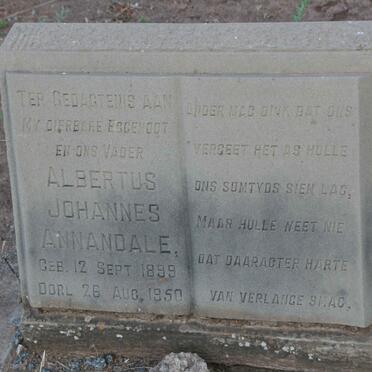 TER GEDAGTENIS AAN
MY DIERBARE EGGENOOT
EN ONS VADER
ALBERTUS
JOHANNES
ANNANDALE,
GEB. 12 SEPT 1899
OORL. 26 AUG. 1950
ANDER MAG DINK DAT ONS
VERGEET HET AS HULLE
ONS SOMTYDS SIEN LAG,
MAAR HULLE WEET NIE
DAT DAARAGTER HARTE
VAN VERLANGE SMAG.